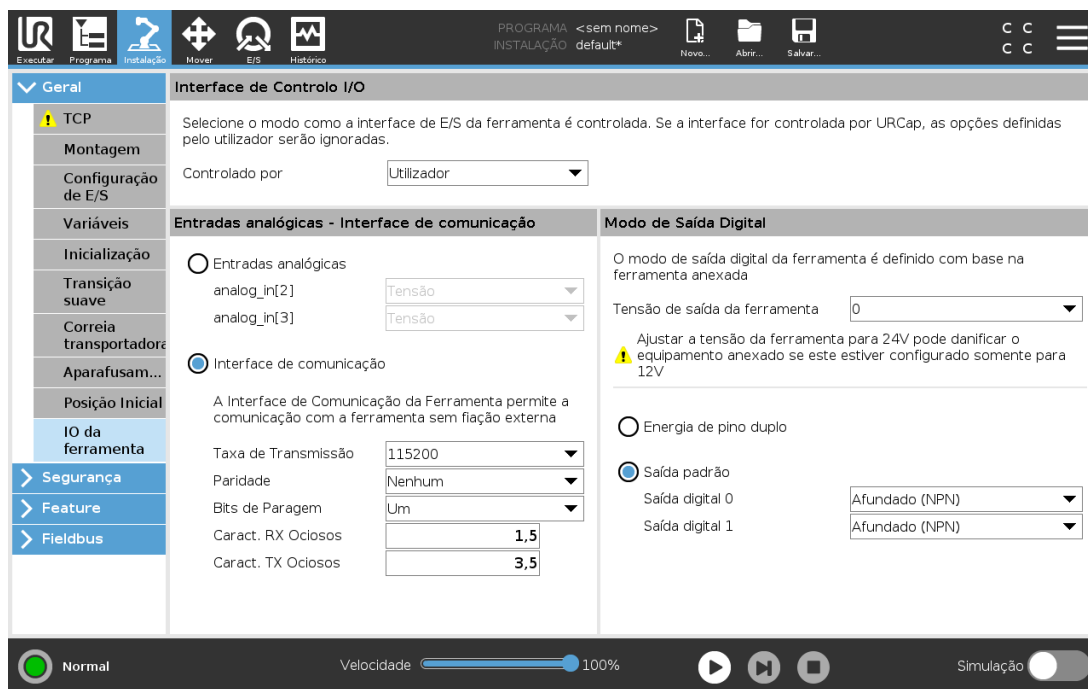 PROGRAMA <sem nome>
INSTALAÇÃO default*
Executar Programa Instalação Mover E/S Histórico
Novo... Abrir... Salvar...
C C
C C
Geral
TCP
Montagem
Configuração
de E/S
Variáveis
Inicialização
Transição
suave
Correia
transportadora
Aparafusam...
Posição Inicial
IO da
ferramenta
Segurança
Feature
Fieldbus
Interface de Controlo I/O
Selecione o modo como a interface de E/S da ferramenta é controlada. Se a interface for controlada por URCap, as opções definidas
pelo utilizador serão ignoradas.
Controlado por Utilizador
Entradas analógicas - Interface de comunicação
Entradas analógicas
analog_in[2] Tensão
analog_in[3] Tensão
Interface de comunicação
A Interface de Comunicação da Ferramenta permite a
comunicação com a ferramenta sem fiação externa
Taxa de Transmissão 115200
Paridade Nenhum
Bits de Paragem Um
Caract. RX Ociosos 1,5
Caract. TX Ociosos 3,5
Modo de Saída Digital
O modo de saída digital da ferramenta é definido com base na
ferramenta anexada
Tensão de saída da ferramenta 0
Ajustar a tensão da ferramenta para 24V pode danificar o
equipamento anexado se este estiver configurado somente para
12V
Energia de pino duplo
Saída padrão
Saída digital 0 Afundado (NPN)
Saída digital 1 Afundado (NPN)
Normal
Velocidade 100%
Simulação